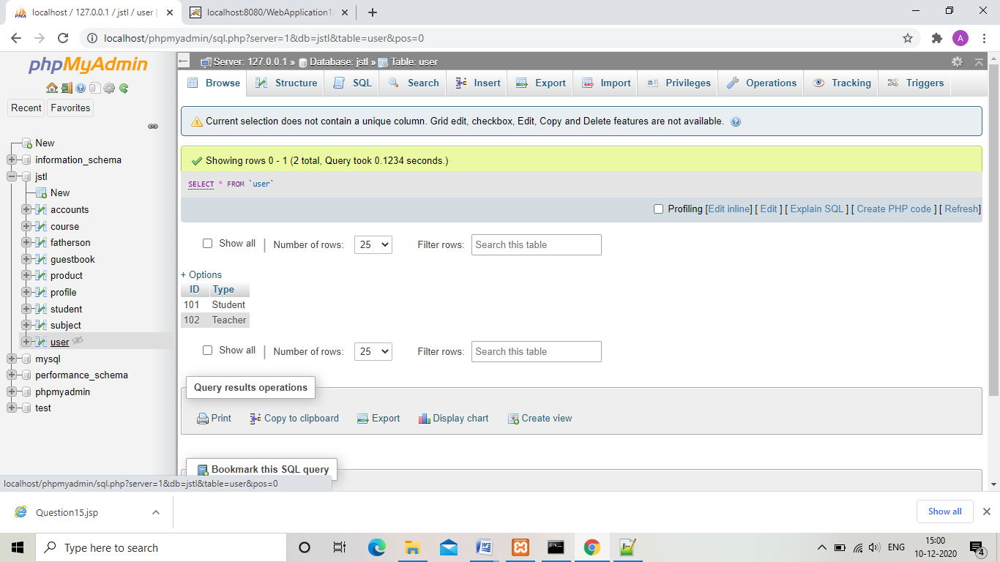 localhost / 127.0.0.1 / jstl / user |
localhost:8080/WebApplication1/
localhost/phpmyadmin/sql.php?server=1&db=jstl&table=user&pos=0
A
phpMyAdmin
Recent
Favorites
New
information_schema
jstl
New
accounts
course
fatherson
guestbook
product
profile
student
subject
user
mysql
performance_schema
phpmyadmin
test
Server: 127.0.0.1 » Database: jstl » Table: user
Browse Structure SQL Search Insert Export Import Privileges Operations Tracking Triggers
Current selection does not contain a unique column. Grid edit, checkbox, Edit, Copy and Delete features are not available.
Showing rows 0 - 1 (2 total, Query took 0.1234 seconds.)
SELECT * FROM `user`
Profiling [Edit inline] [ Edit ] [ Explain SQL ] [ Create PHP code ] [ Refresh]
Show all | Number of rows: 25 Filter rows: Search this table
+ Options
ID Type
101 Student
102 Teacher
Show all | Number of rows: 25 Filter rows: Search this table
Query results operations
Print Copy to clipboard Export Display chart Create view
Bookmark this SQL query
localhost/phpmyadmin/sql.php?server=1&db=jstl&table=user&pos=0
Question15.jsp
Show all
Type here to search
ENG
15:00
10-12-2020
4